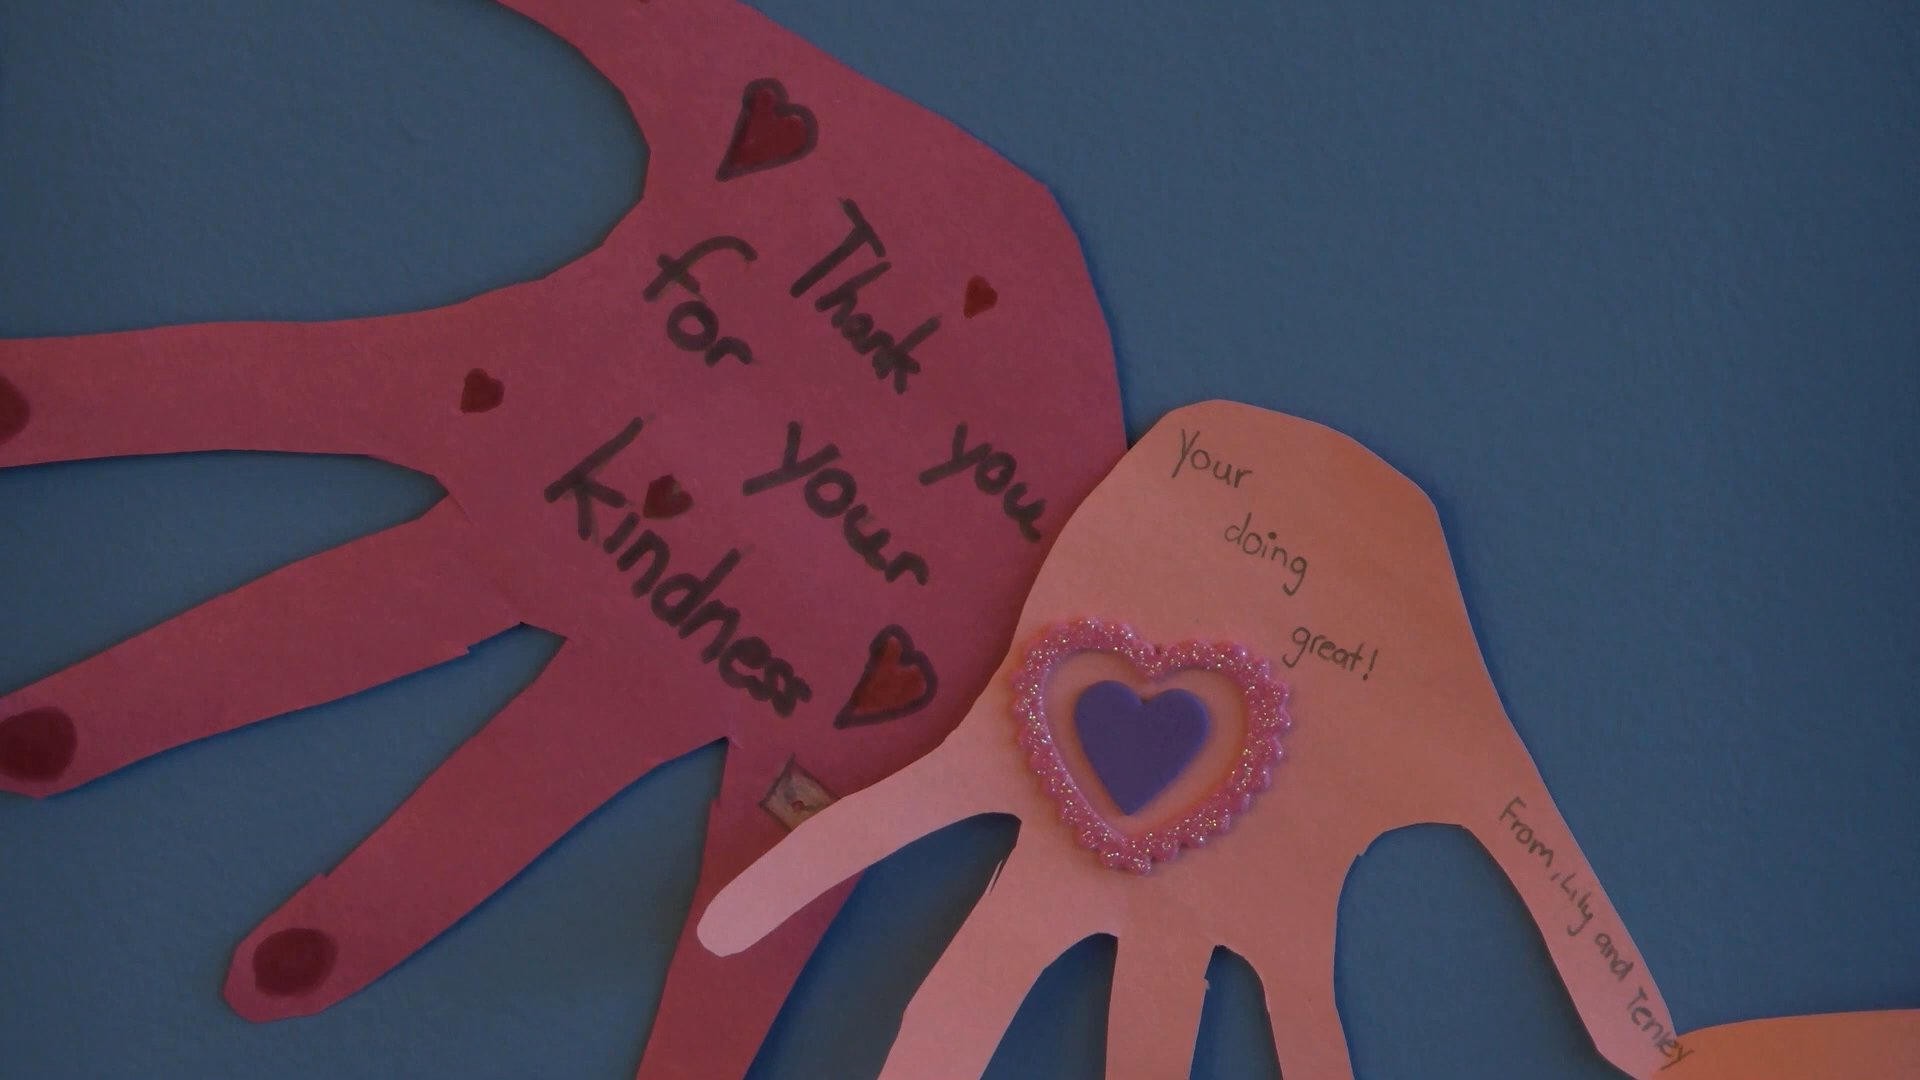 Thank you
for your
kindness
Your
doing
great!
From, Lily and Tenley